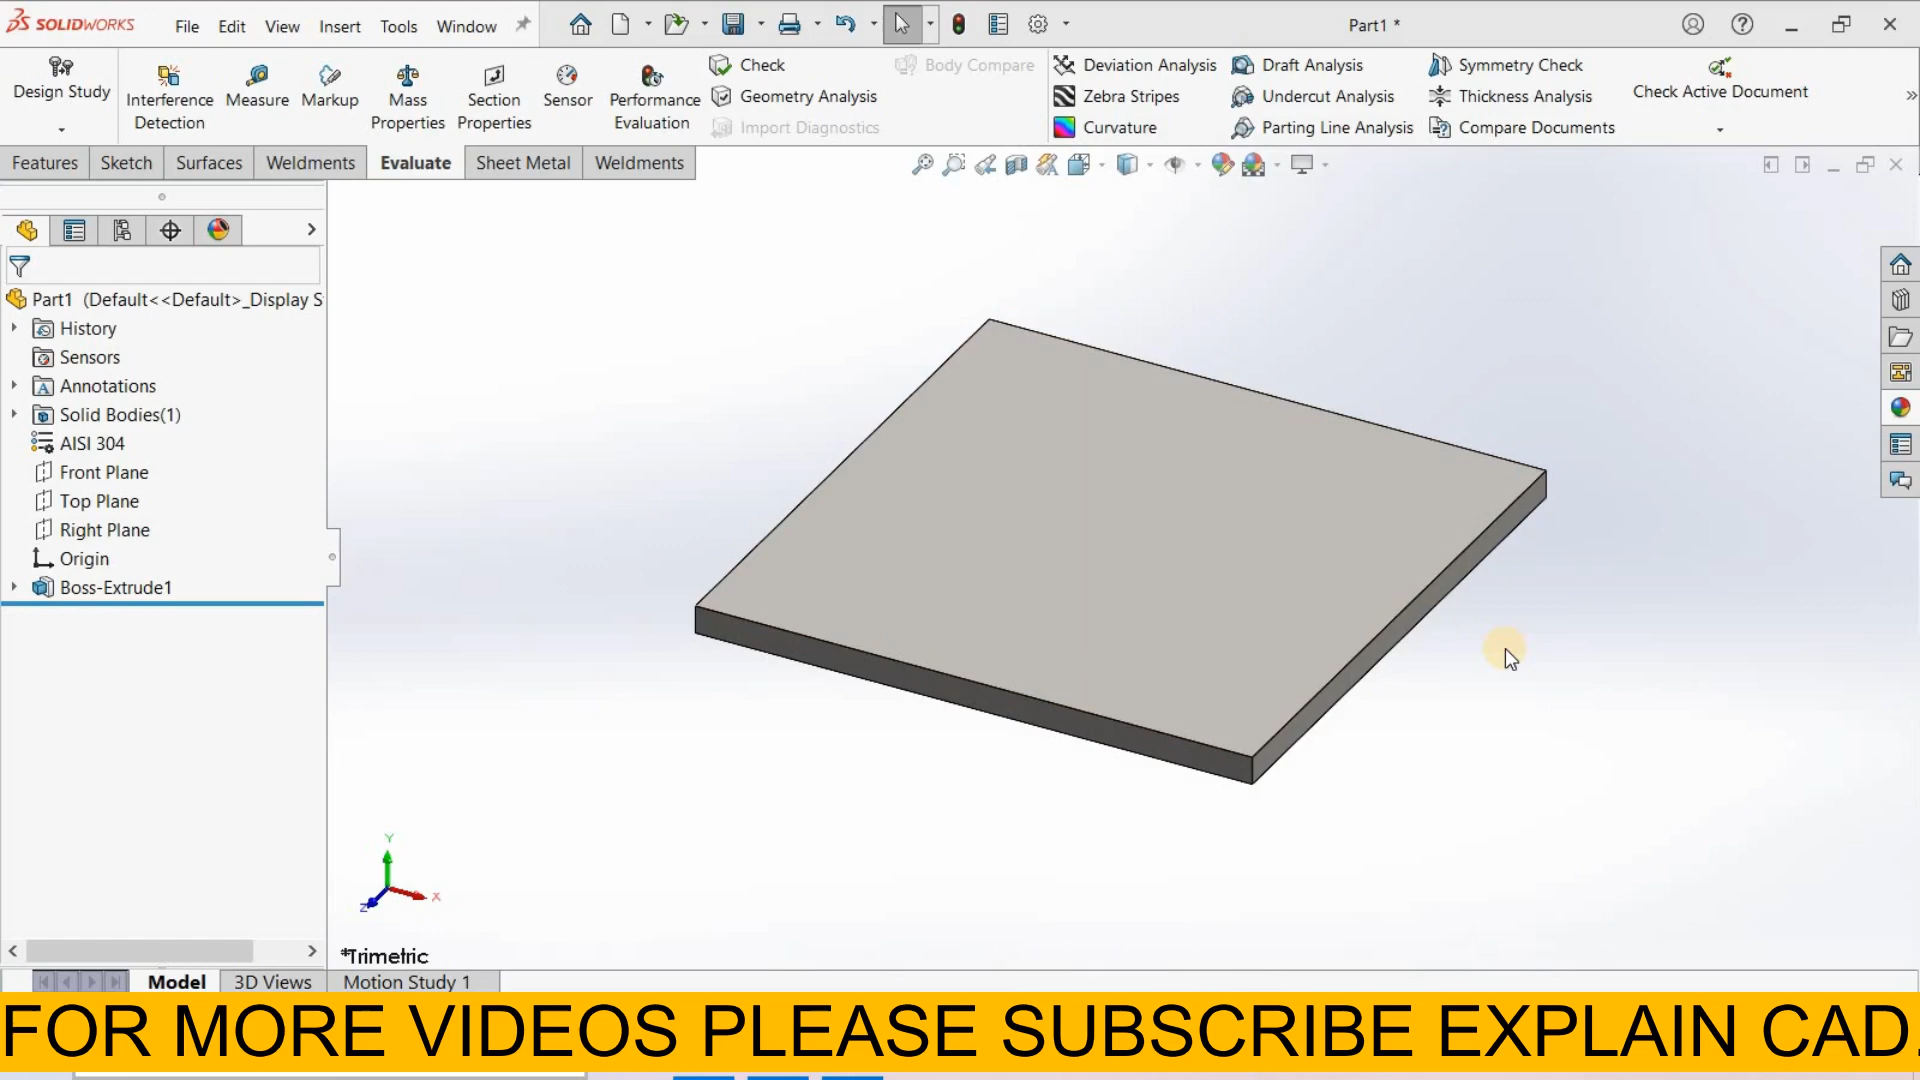 SOLIDWORKS File Edit View Insert Tools Window Part1 *
Design Study
Interference Detection
Measure
Markup
Mass Properties
Section Properties
Sensor
Performance Evaluation
Check
Geometry Analysis
Import Diagnostics
Body Compare
Deviation Analysis
Zebra Stripes
Curvature
Draft Analysis
Undercut Analysis
Parting Line Analysis
Symmetry Check
Thickness Analysis
Compare Documents
Check Active Document
Features Sketch Surfaces Weldments Evaluate Sheet Metal Weldments
Part1 (Default<<Default>_Display S
History
Sensors
Annotations
Solid Bodies(1)
AISI 304
Front Plane
Top Plane
Right Plane
Origin
Boss-Extrude1
Y
X
Z
*Trimetric
Model 3D Views Motion Study 1
FOR MORE VIDEOS PLEASE SUBSCRIBE EXPLAIN CAD.